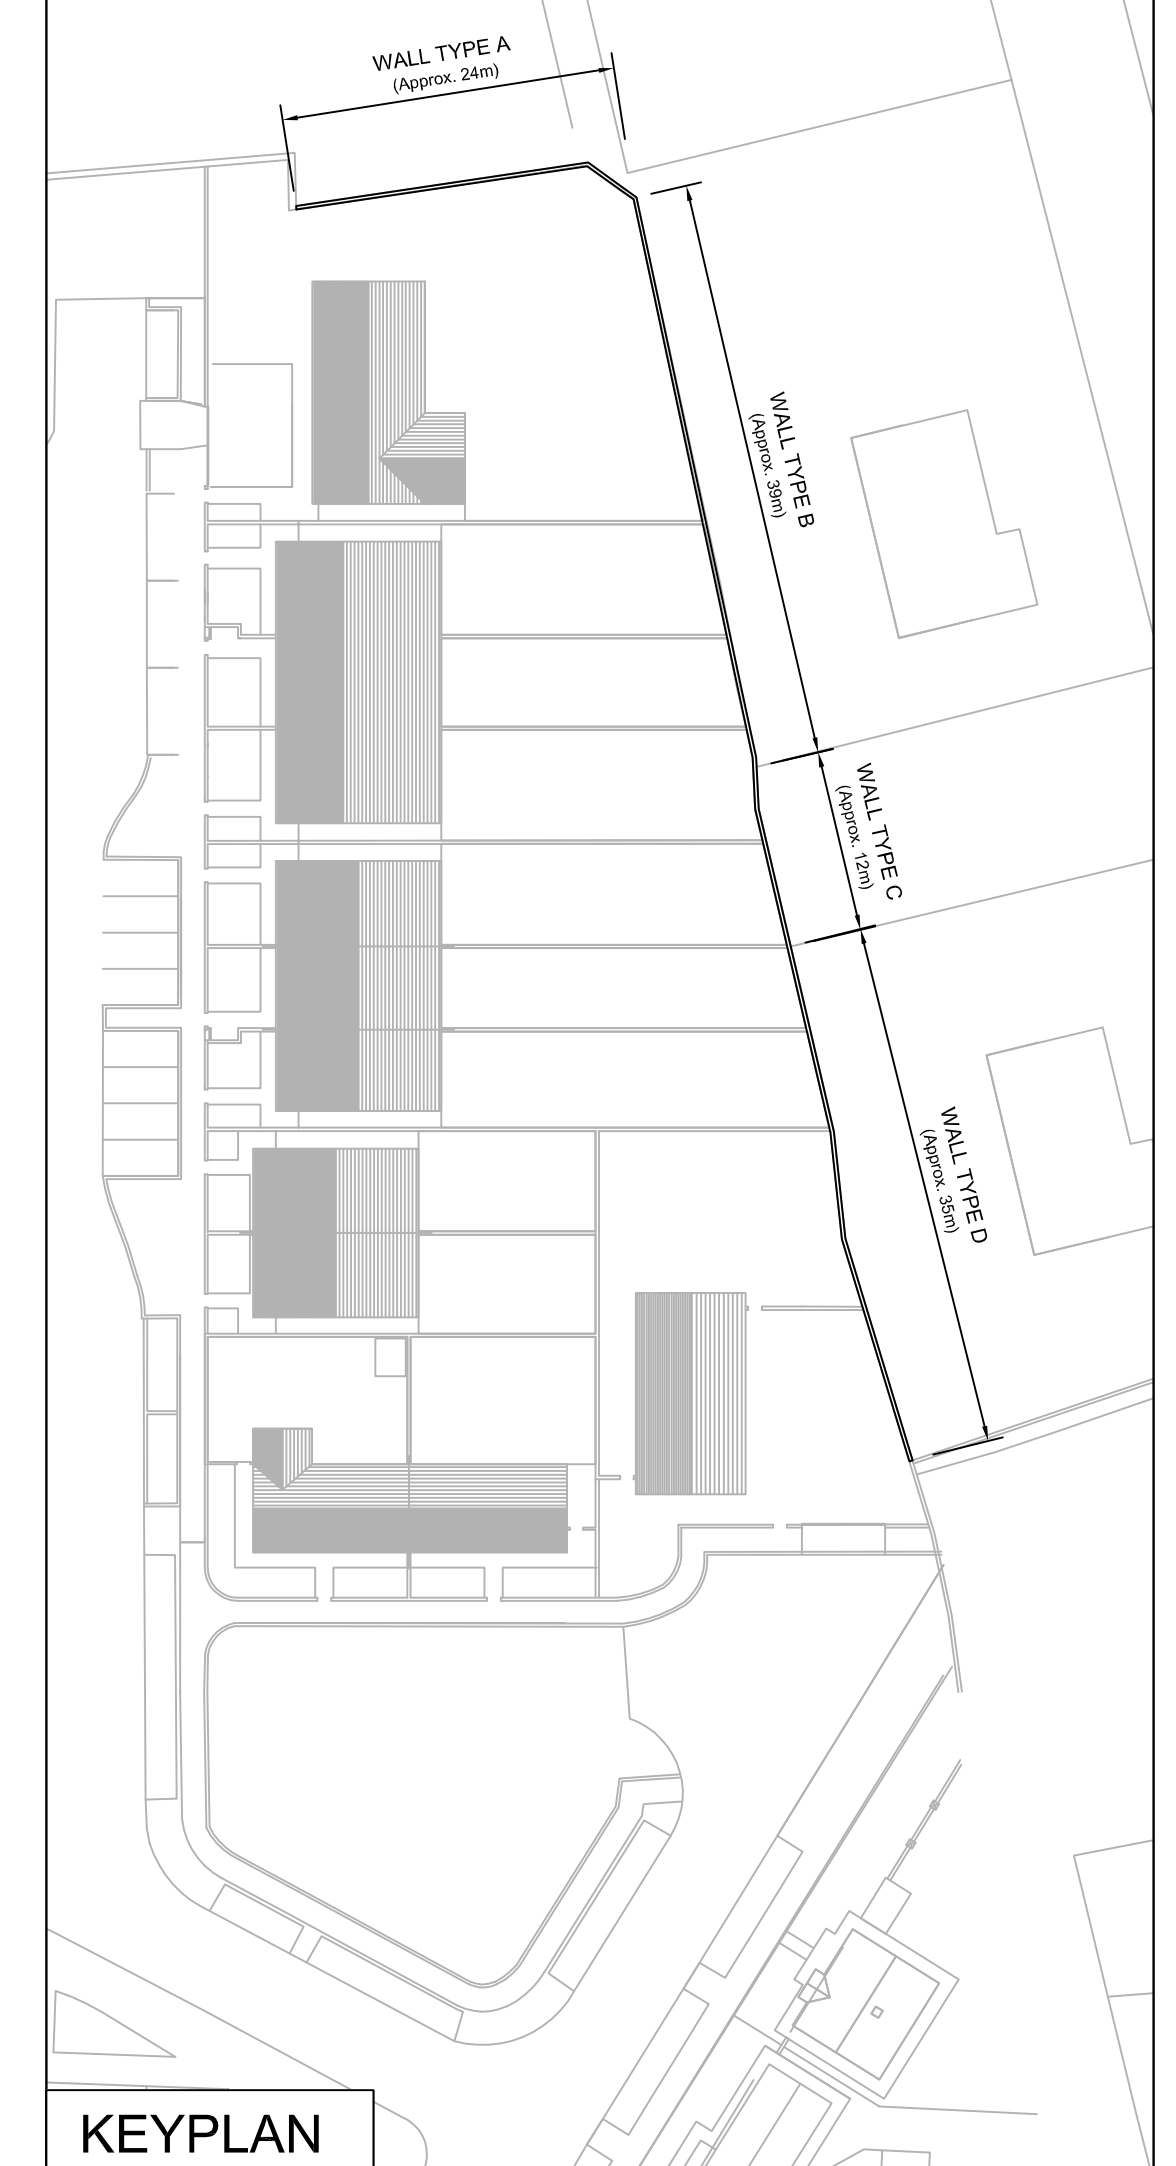 WALL TYPE A
(Approx. 24m)
WALL TYPE B
(Approx. 39m)
WALL TYPE C
(Approx. 12m)
WALL TYPE D
(Approx. 35m)
KEYPLAN